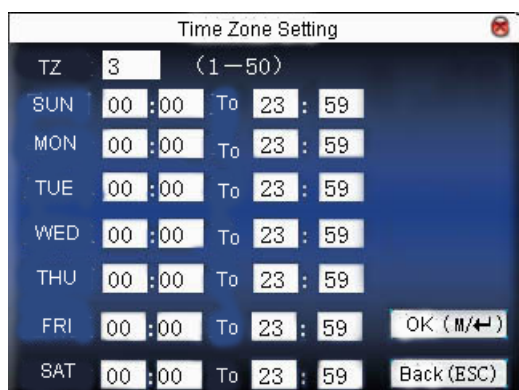 Time Zone Setting
TZ 3 (1—50)
SUN 00 :00 To 23 : 59
MON 00 :00 To 23 : 59
TUE 00 :00 To 23 : 59
WED 00 :00 To 23 : 59
THU 00 :00 To 23 : 59
FRI 00 :00 To 23 : 59 OK (M/↵)
SAT 00 :00 To 23 : 59 Back (ESC)